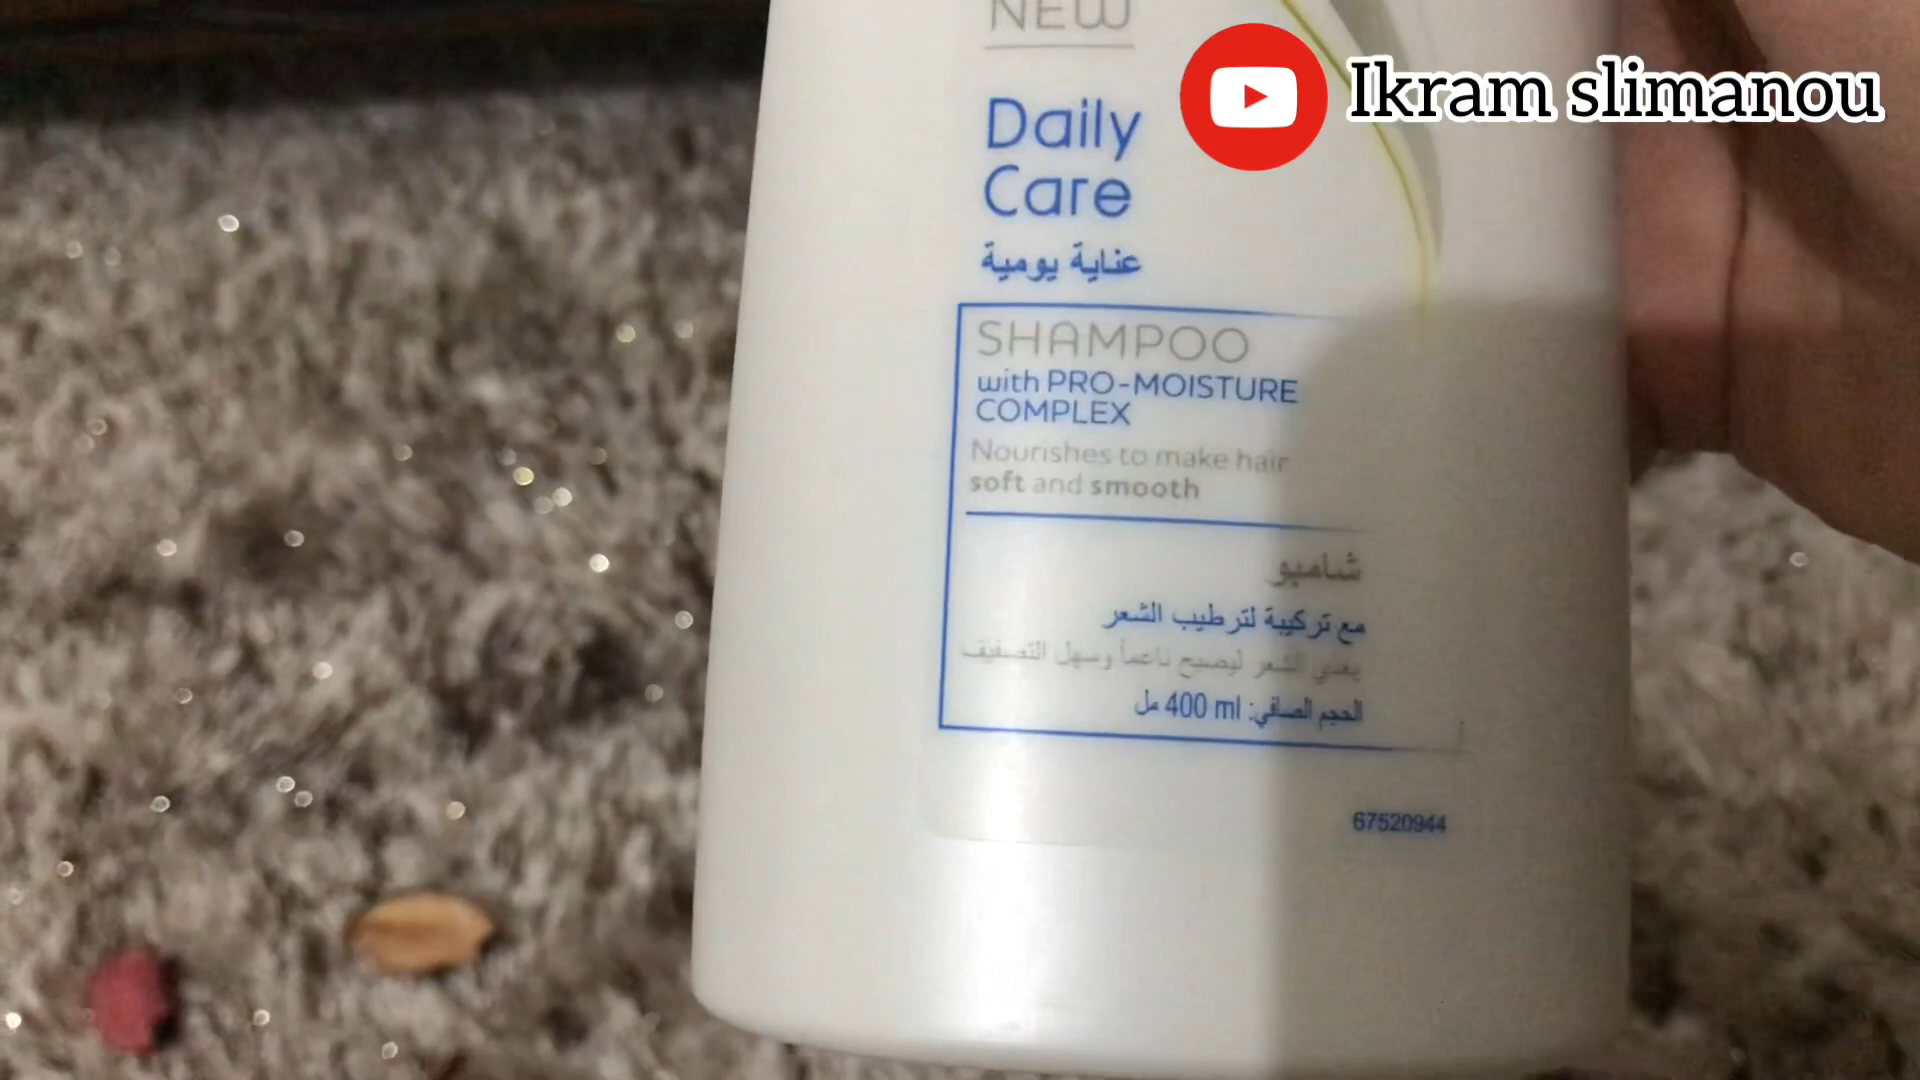 NEW
Ikram slimanou
Daily
Care
عناية يومية
SHAMPOO
with PRO-MOISTURE
COMPLEX
Nourishes to make hair
soft and smooth
شامبو
مع تركيبة لترطيب الشعر
يغذي الشعر ليصبح ناعماً وسهل التصفيف
الحجم الصافي: 400 ml مل
67520944